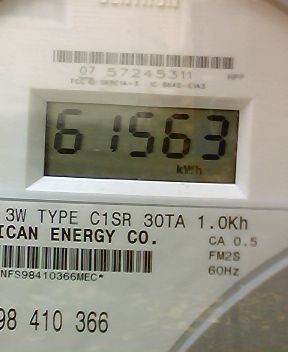 07 57245311
61563
kWh
3W TYPE C1SR 30TA 1.0Kh
ICAN ENERGY CO.
CA 0.5
FM2S
60Hz
NFS98410366MEC*
98 410 366